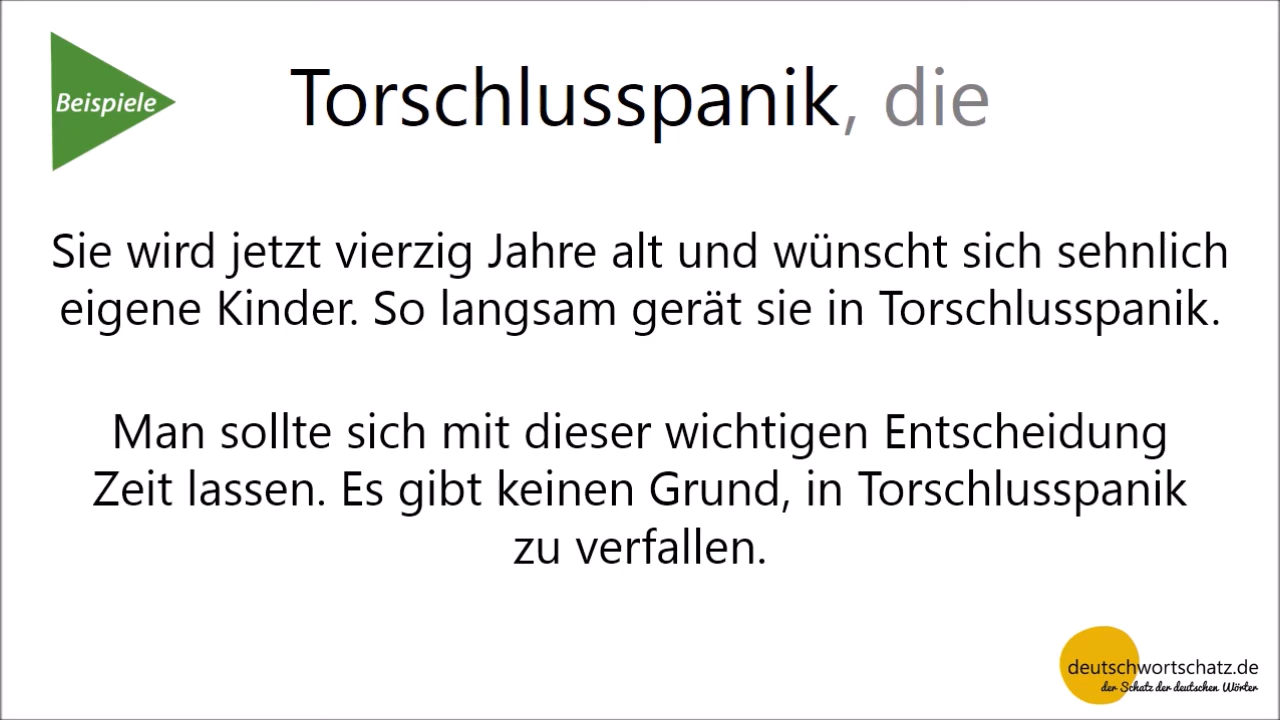 Beispiele
Torschlusspanik, die
Sie wird jetzt vierzig Jahre alt und wünscht sich sehnlich
eigene Kinder. So langsam gerät sie in Torschlusspanik.
Man sollte sich mit dieser wichtigen Entscheidung
Zeit lassen. Es gibt keinen Grund, in Torschlusspanik
zu verfallen.
deutschwortschatz.de
der Schatz der deutschen Wörter